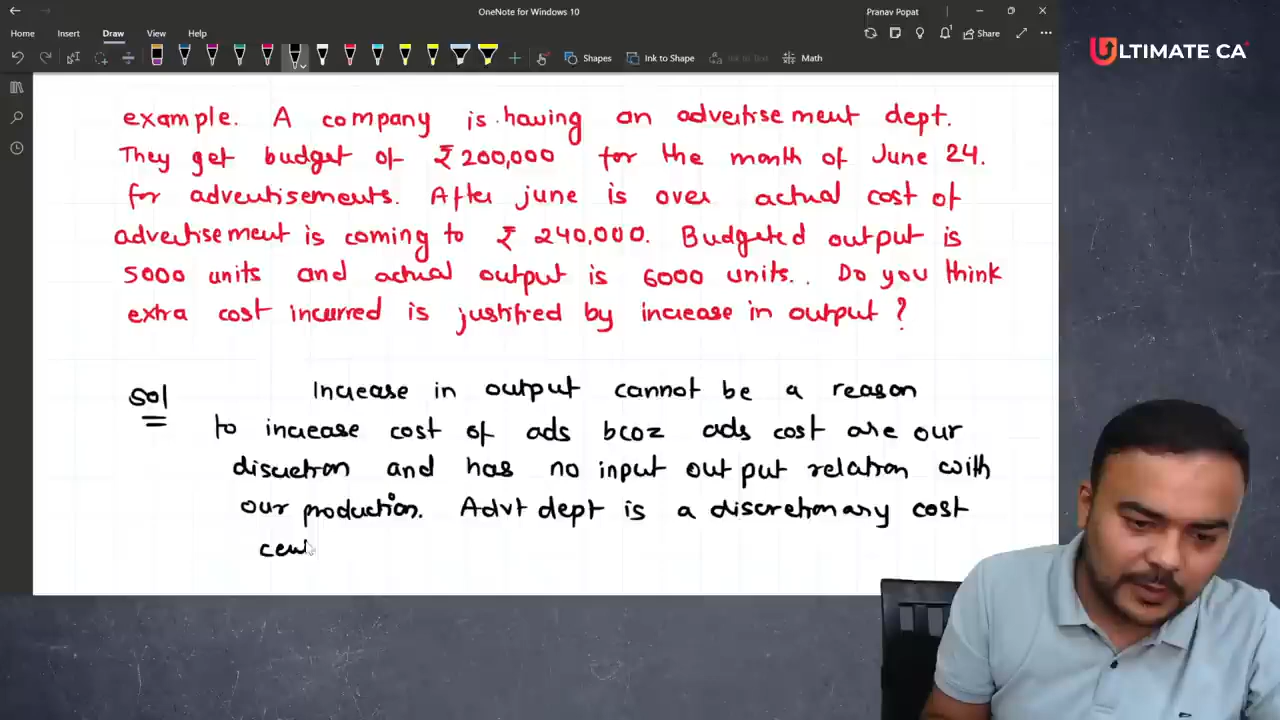 OneNote for Windows 10
Pranav Popat
Home Insert Draw View Help
Share
Shapes Ink to Shape Ink to Text Math
ULTIMATE CA
example. A company is having an advertisement dept.
They get budget of ₹200,000 for the month of June 24.
for advertisements. After june is over actual cost of
advertisement is coming to ₹ 240,000. Budgeted output is
5000 units and actual output is 6000 units.. Do you think
extra cost incurred is justified by increase in output?
Sol Increase in output cannot be a reason
to increase cost of ads bcoz ads cost are our
discretion and has no input output relation with
our production. Advt dept is a discretionary cost